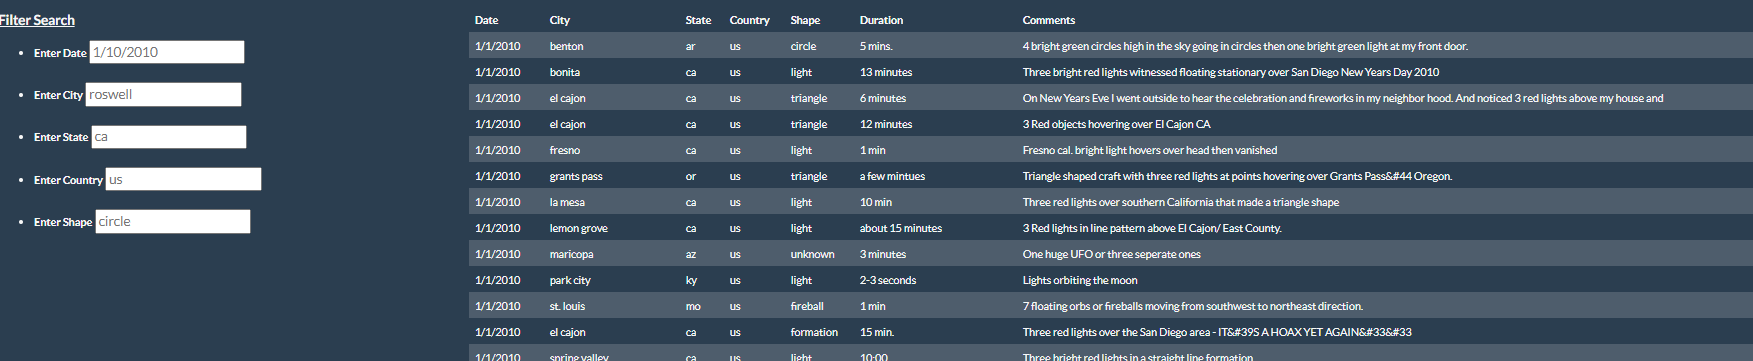 Filter Search
Enter Date 1/10/2010
Enter City roswell
Enter State ca
Enter Country us
Enter Shape circle
Date City State Country Shape Duration Comments
1/1/2010 benton ar us circle 5 mins. 4 bright green circles high in the sky going in circles then one bright green light at my front door.
1/1/2010 bonita ca us light 13 minutes Three bright red lights witnessed floating stationary over San Diego New Years Day 2010
1/1/2010 el cajon ca us triangle 6 minutes On New Years Eve I went outside to hear the celebration and fireworks in my neighbor hood. And noticed 3 red lights above my house and
1/1/2010 el cajon ca us triangle 12 minutes 3 Red objects hovering over El Cajon CA
1/1/2010 fresno ca us light 1 min Fresno cal. bright light hovers over head then vanished
1/1/2010 grants pass or us triangle a few mintues Triangle shaped craft with three red lights at points hovering over Grants Pass&#44 Oregon.
1/1/2010 la mesa ca us light 10 min Three red lights over southern California that made a triangle shape
1/1/2010 lemon grove ca us light about 15 minutes 3 Red lights in line pattern above El Cajon/ East County.
1/1/2010 maricopa az us unknown 3 minutes One huge UFO or three seperate ones
1/1/2010 park city ky us light 2-3 seconds Lights orbiting the moon
1/1/2010 st. louis mo us fireball 1 min 7 floating orbs or fireballs moving from southwest to northeast direction.
1/1/2010 el cajon ca us formation 15 min. Three red lights over the San Diego area - IT&#39S A HOAX YET AGAIN&#33&#33
1/1/2010 spring valley ca us light 10:00 Three bright red lights in a straight line formation